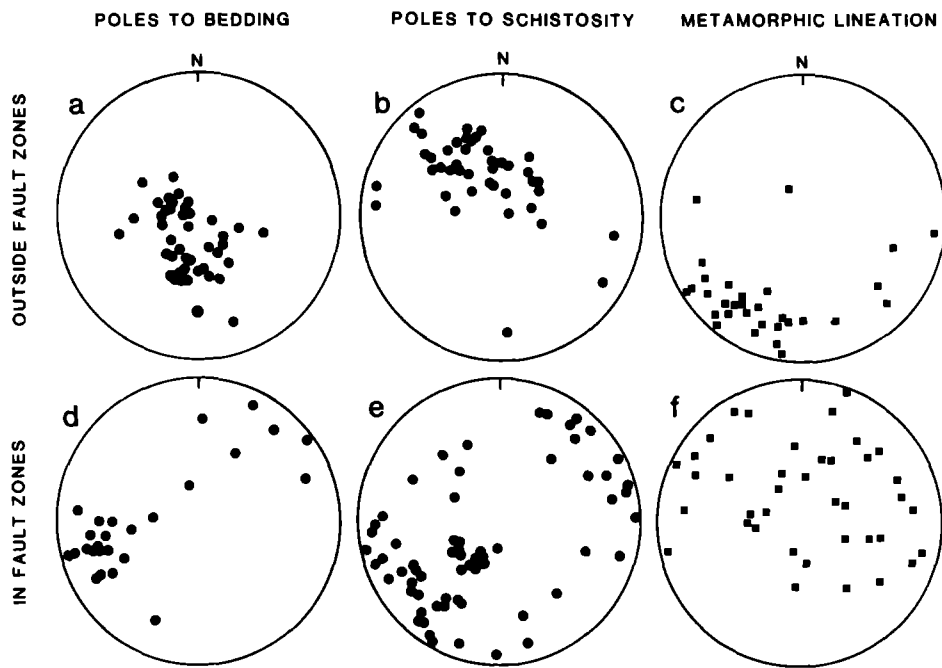 POLES TO BEDDING POLES TO SCHISTOSITY METAMORPHIC LINEATION
OUTSIDE FAULT ZONES
N N N
a b c
IN FAULT ZONES
d e f